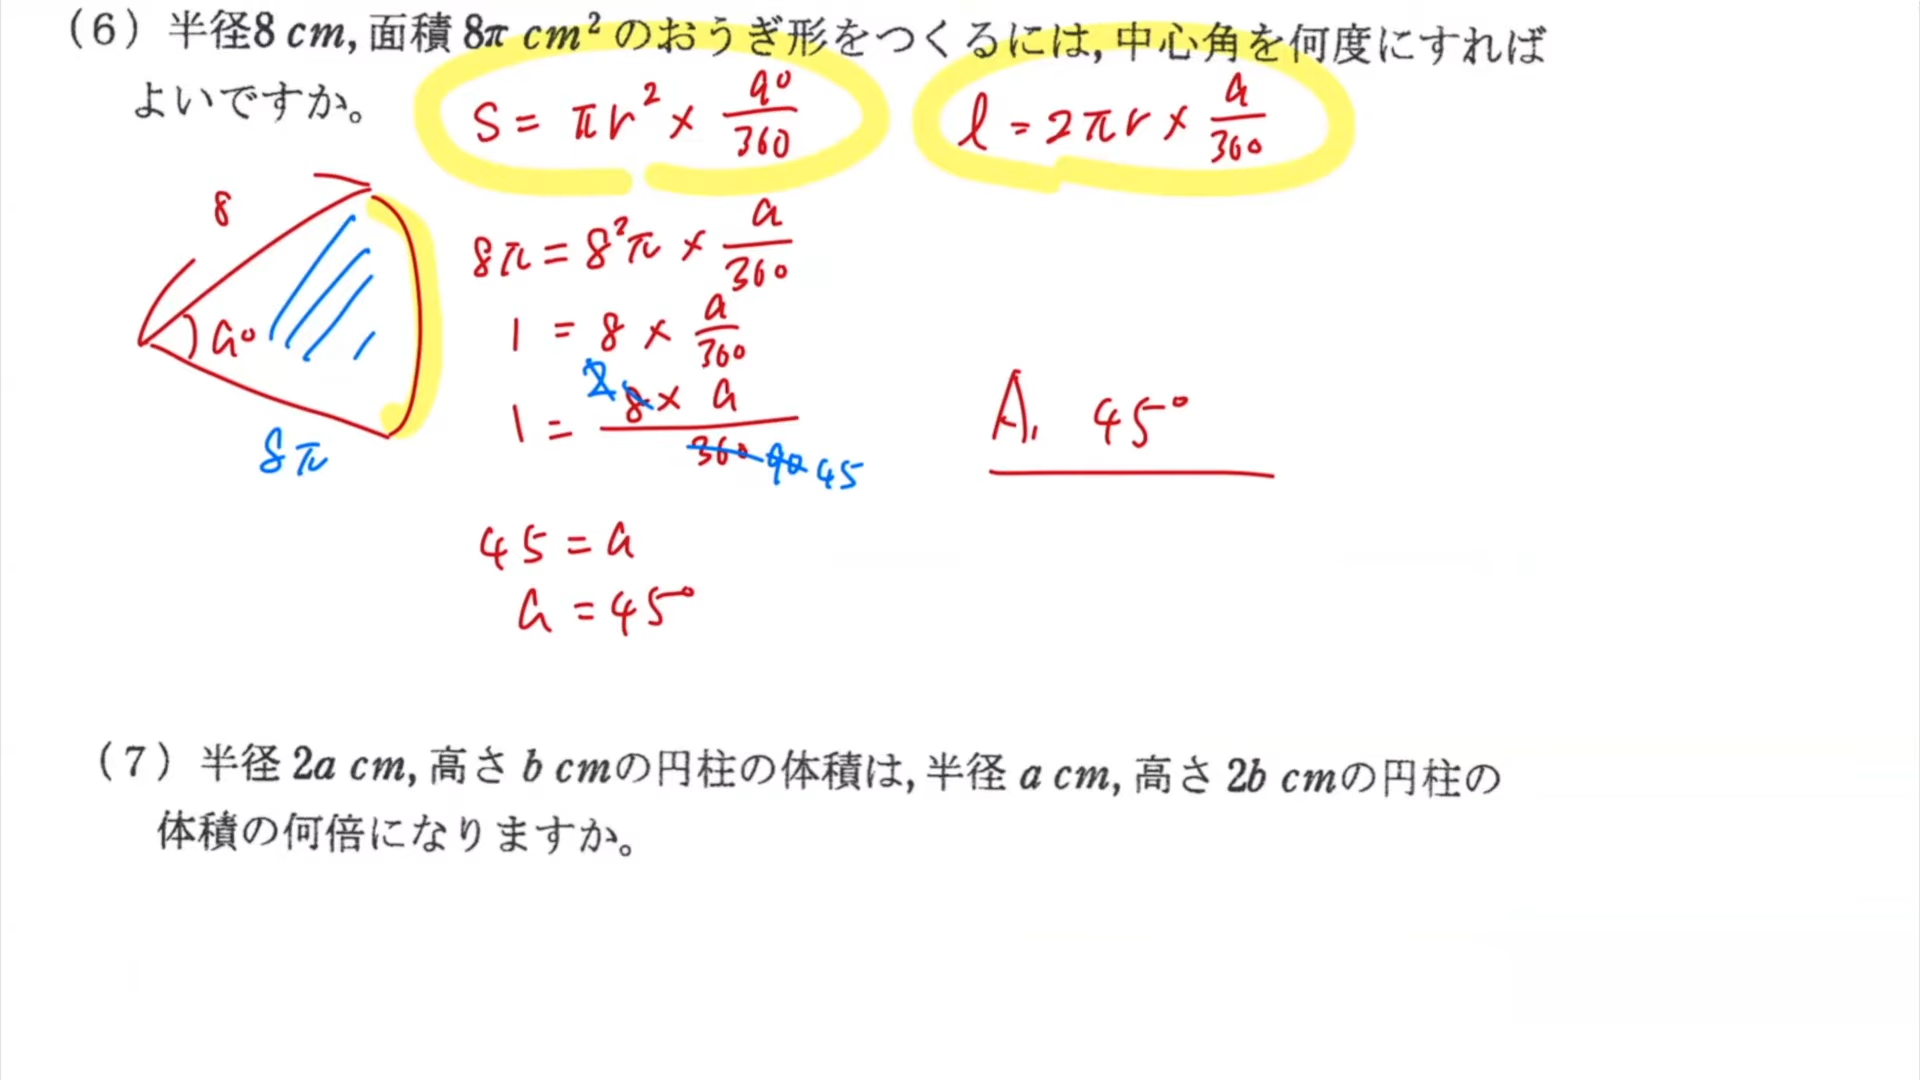 (6) 半径8 cm, 面積 8π cm² のおうぎ形をつくるには, 中心角を何度にすれば
よいですか。
S = πr² × a°/360
l = 2πr × a/360
8
a°
8π
8π = 8²π × a/360
1 = 8 × a/360
1 = 8 × a / 360
2
90 45
45 = a
a = 45°
A. 45°
(7) 半径 2a cm, 高さ b cmの円柱の体積は, 半径 a cm, 高さ 2b cmの円柱の
体積の何倍になりますか。